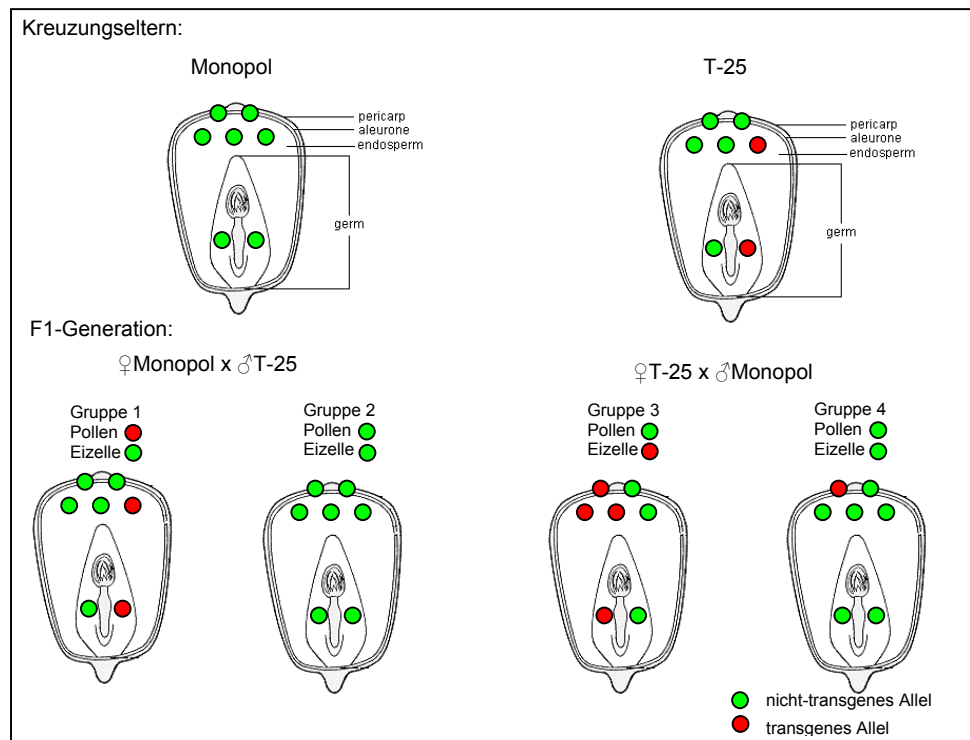 Kreuzungseltern:
Monopol
pericarp
aleurone
endosperm
germ
T-25
pericarp
aleurone
endosperm
germ
F1-Generation:
♀Monopol x ♂T-25
Gruppe 1
Pollen
Eizelle
Gruppe 2
Pollen
Eizelle
♀T-25 x ♂Monopol
Gruppe 3
Pollen
Eizelle
Gruppe 4
Pollen
Eizelle
nicht-transgenes Allel
transgenes Allel